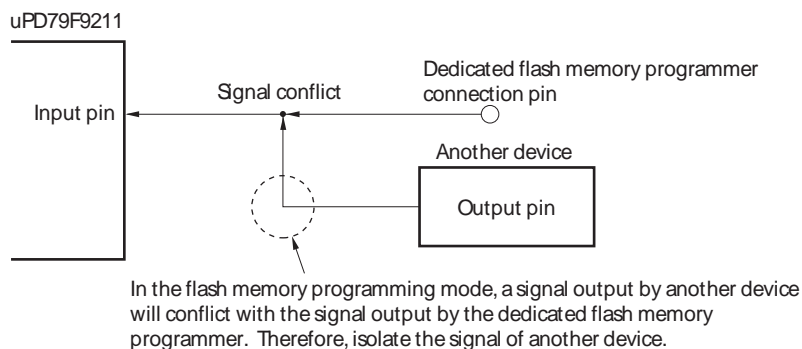 uPD79F9211
Dedicated flash memory programmer
connection pin
Signal conflict
Input pin
Another device
Output pin
In the flash memory programming mode, a signal output by another device
will conflict with the signal output by the dedicated flash memory
programmer. Therefore, isolate the signal of another device.